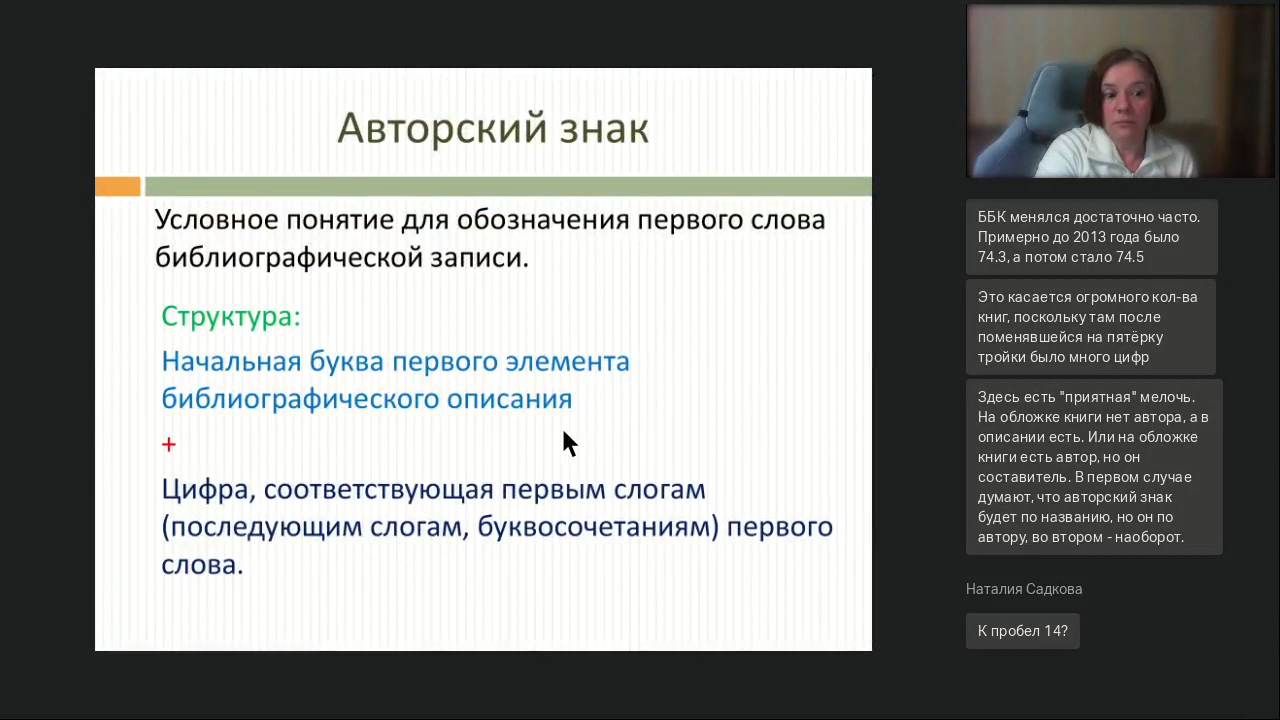 Авторский знак
Условное понятие для обозначения первого слова
библиографической записи.
Структура:
Начальная буква первого элемента
библиографического описания
+
Цифра, соответствующая первым слогам
(последующим слогам, буквосочетаниям) первого
слова.
ББК менялся достаточно часто.
Примерно до 2013 года было
74.3, а потом стало 74.5
Это касается огромного кол-ва
книг, поскольку там после
поменявшейся на пятёрку
тройки было много цифр
Здесь есть "приятная" мелочь.
На обложке книги нет автора, а в
описании есть. Или на обложке
книги есть автор, но он
составитель. В первом случае
думают, что авторский знак
будет по названию, но он по
автору, во втором - наоборот.
Наталия Садкова
К пробел 14?